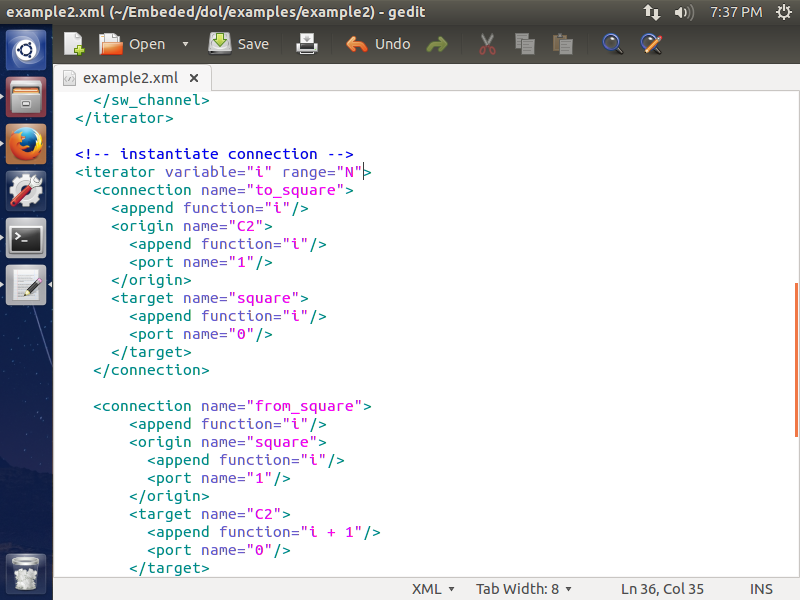 example2.xml (~/Embeded/dol/examples/example2) - gedit
7:37 PM
Open
Save
Undo
example2.xml
</sw_channel>
</iterator>
<!-- instantiate connection -->
<iterator variable="i" range="N">
<connection name="to_square">
<append function="i"/>
<origin name="C2">
<append function="i"/>
<port name="1"/>
</origin>
<target name="square">
<append function="i"/>
<port name="0"/>
</target>
</connection>
<connection name="from_square">
<append function="i"/>
<origin name="square">
<append function="i"/>
<port name="1"/>
</origin>
<target name="C2">
<append function="i + 1"/>
<port name="0"/>
</target>
XML
Tab Width: 8
Ln 36, Col 35
INS